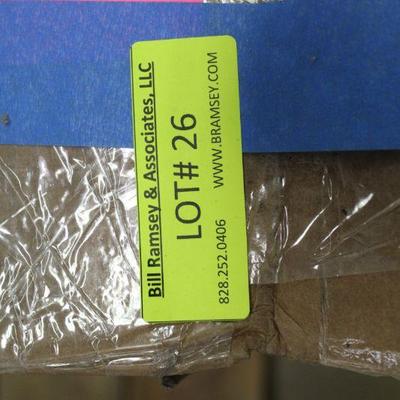 Bill Ramsey & Associates, LLC
LOT# 26
828.252.0406 WWW.BRAMSEY.COM